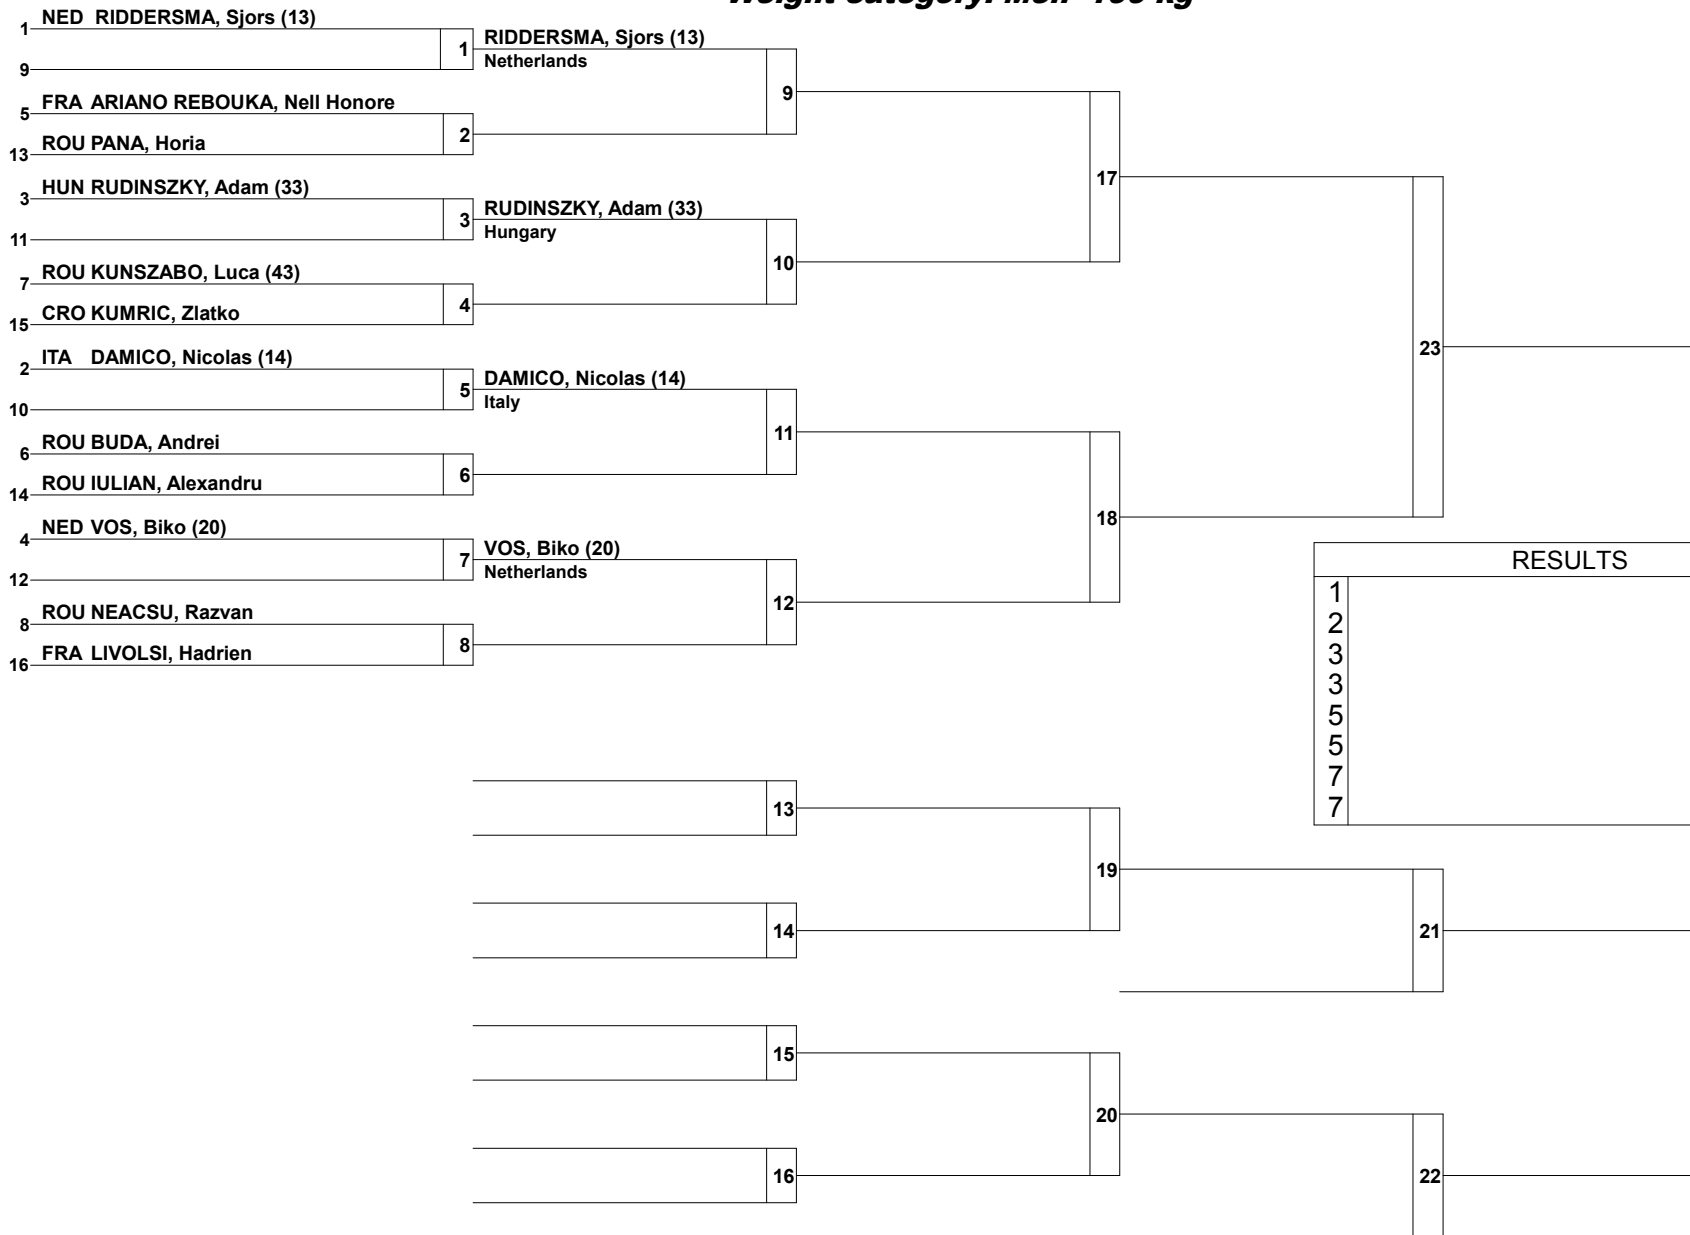 1 NED RIDDERSMA, Sjors (13)
9
1 RIDDERSMA, Sjors (13)
Netherlands
5 FRA ARIANO REBOUKA, Nell Honore
13 ROU PANA, Horia
2
9
3 HUN RUDINSZKY, Adam (33)
11
3 RUDINSZKY, Adam (33)
Hungary
7 ROU KUNSZABO, Luca (43)
15 CRO KUMRIC, Zlatko
4
10
17
2 ITA DAMICO, Nicolas (14)
10
5 DAMICO, Nicolas (14)
Italy
6 ROU BUDA, Andrei
14 ROU IULIAN, Alexandru
6
11
4 NED VOS, Biko (20)
12
7 VOS, Biko (20)
Netherlands
8 ROU NEACSU, Razvan
16 FRA LIVOLSI, Hadrien
8
12
18
23
RESULTS
1
2
3
3
5
5
7
7
13
14
19
21
15
16
20
22